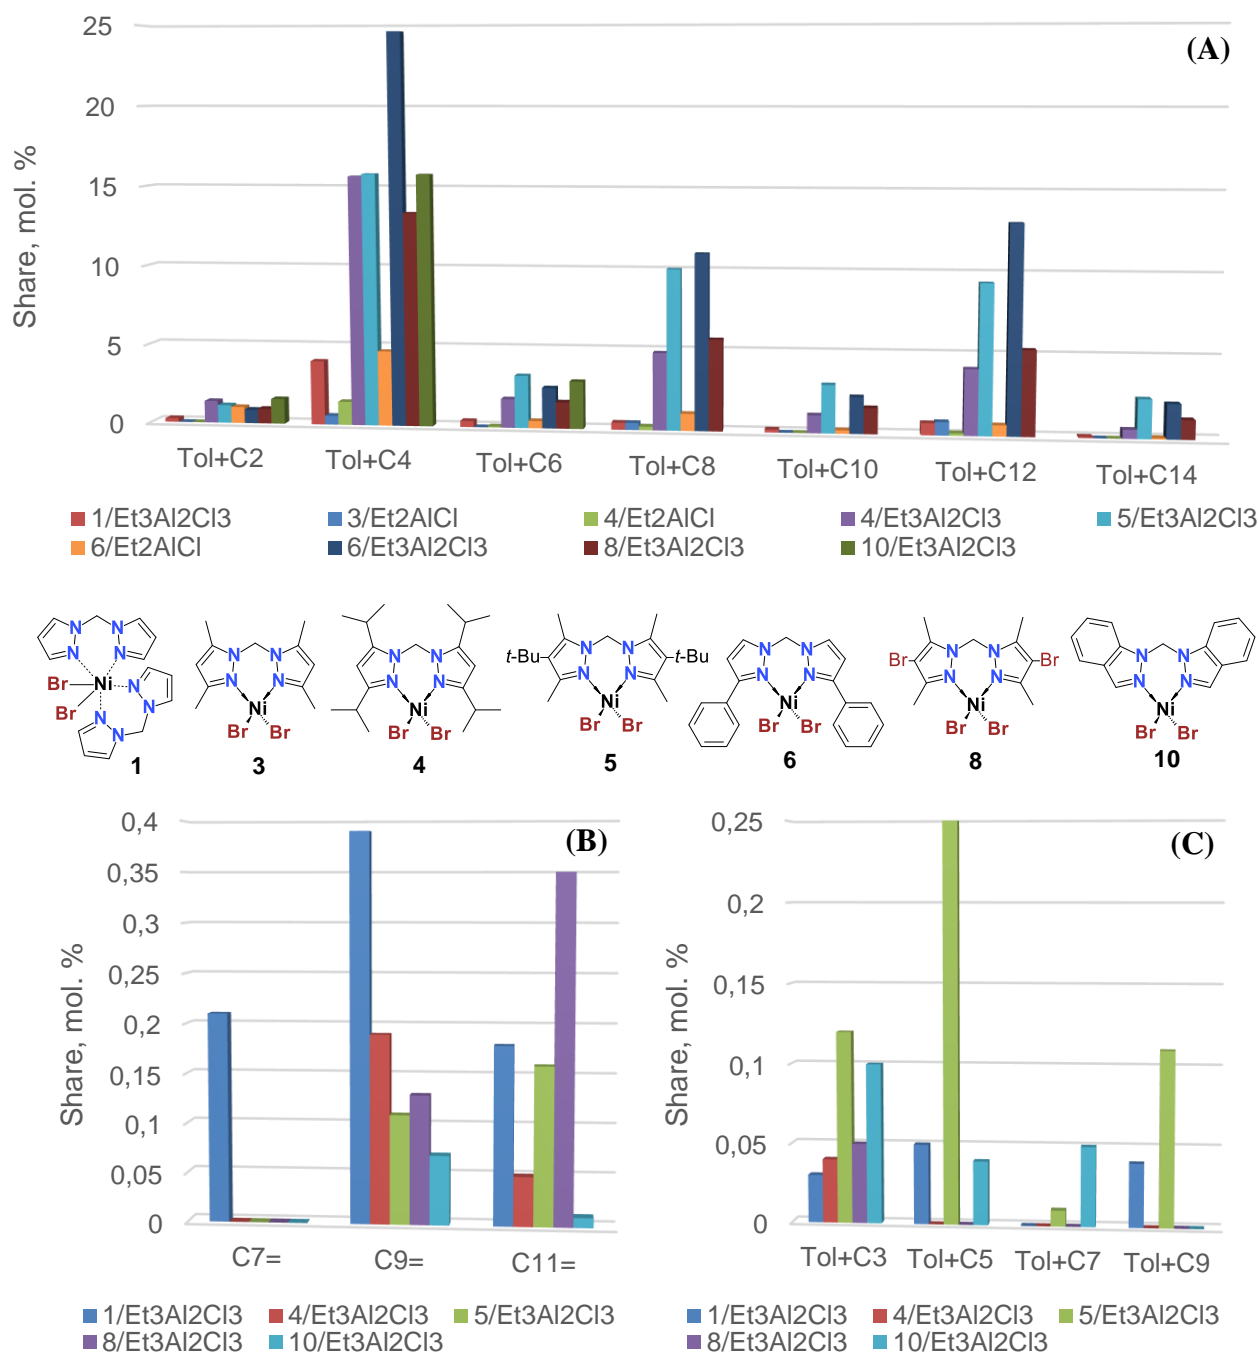 25
(A)
20
15
10
5
0
Share, mol. %
Tol+C2 Tol+C4 Tol+C6 Tol+C8 Tol+C10 Tol+C12 Tol+C14
1/Et3Al2Cl3 3/Et2AlCl 4/Et2AlCl 4/Et3Al2Cl3 5/Et3Al2Cl3
6/Et2AlCl 6/Et3Al2Cl3 8/Et3Al2Cl3 10/Et3Al2Cl3
N N
N N
Br Ni N N
Br N N
1
N N
N N
Ni
Br Br
3
N N
N N
Ni
Br Br
4
t-Bu N N t-Bu
N N
Ni
Br Br
5
N N
N N
Ni
Br Br
6
Br N N Br
N N
Ni
Br Br
8
N N
N N
Ni
Br Br
10
0,4
(B)
0,35
0,3
0,25
0,2
0,15
0,1
0,05
0
Share, mol. %
C7= C9= C11=
1/Et3Al2Cl3 4/Et3Al2Cl3 5/Et3Al2Cl3
8/Et3Al2Cl3 10/Et3Al2Cl3
0,25
(C)
0,2
0,15
0,1
0,05
0
Share, mol. %
Tol+C3 Tol+C5 Tol+C7 Tol+C9
1/Et3Al2Cl3 4/Et3Al2Cl3 5/Et3Al2Cl3
8/Et3Al2Cl3 10/Et3Al2Cl3